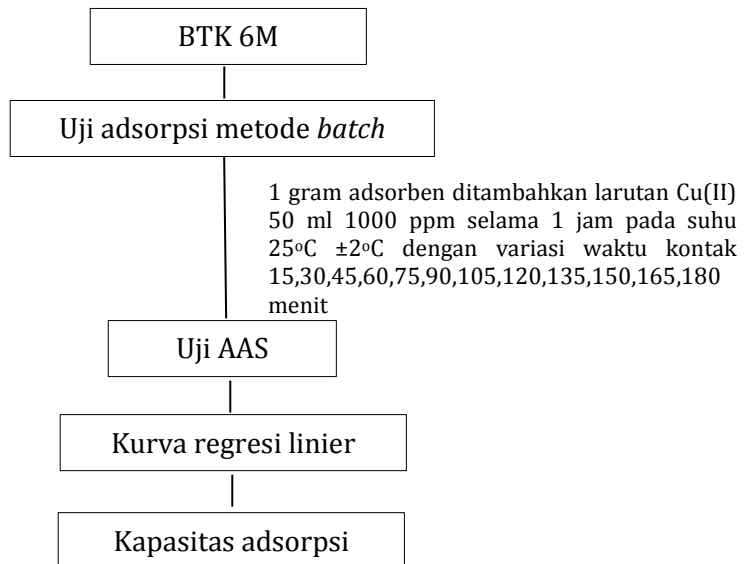 BTK 6M
Uji adsorpsi metode batch
1 gram adsorben ditambahkan larutan Cu(II)
50 ml 1000 ppm selama 1 jam pada suhu
25oC ±2oC dengan variasi waktu kontak
15,30,45,60,75,90,105,120,135,150,165,180
menit
Uji AAS
Kurva regresi linier
Kapasitas adsorpsi